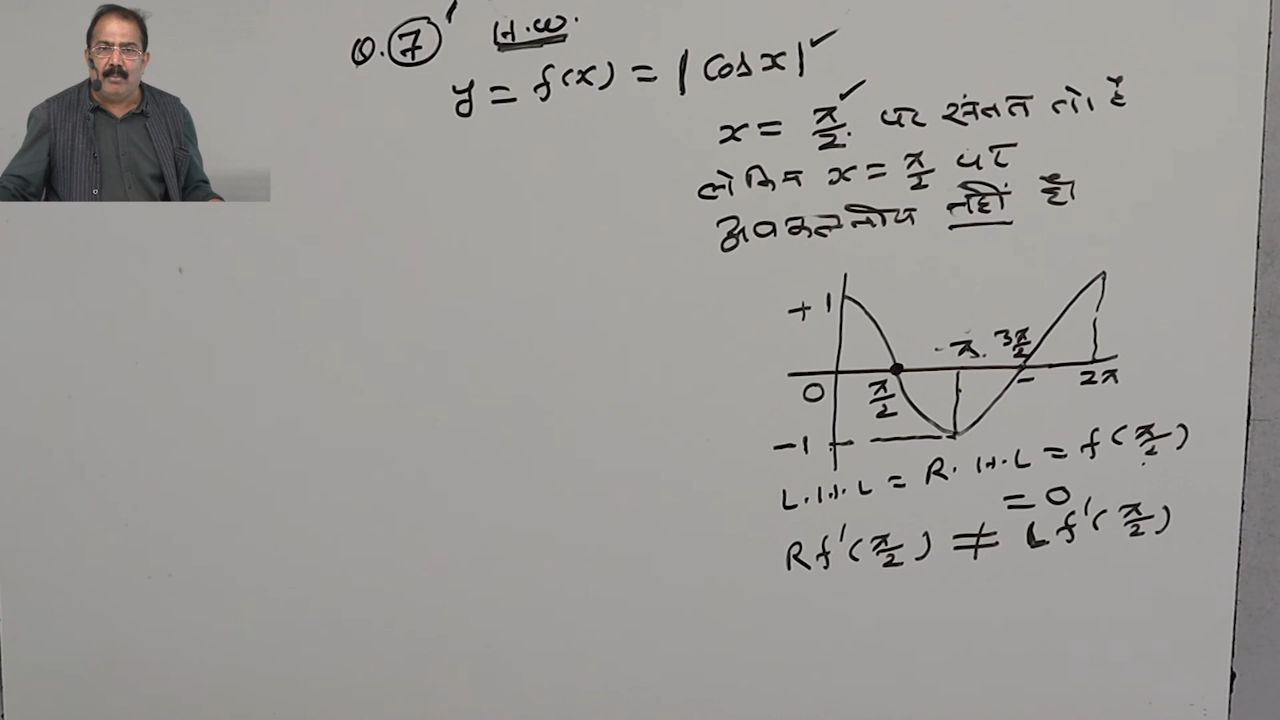 Q. 7 H.W.
y = f(x) = |cos x|
x = π/2 पर संतत तो है
लेकिन x = π/2 पर
अवकलनीय नहीं है।
+1
π 3π/2
0 π/2 2π
-1
L.H.L = R.H.L = f(π/2)
= 0
Rf'(π/2) ≠ Lf'(π/2)